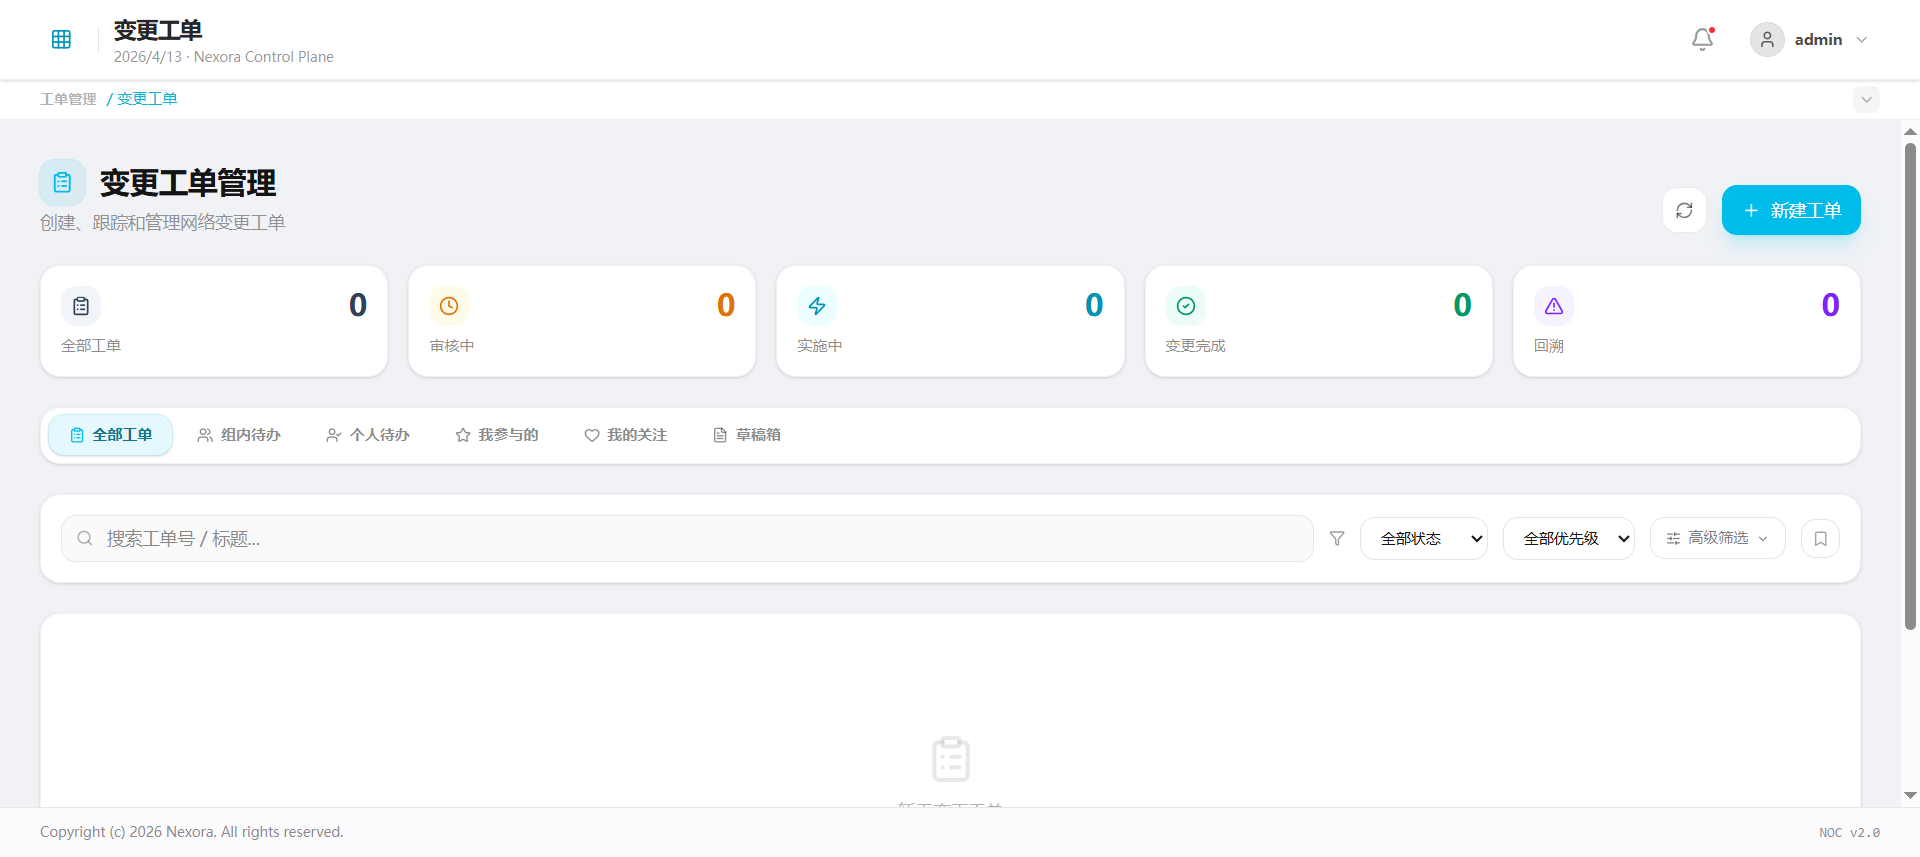 变更工单
2026/4/13 · Nexora Control Plane
admin
工单管理 / 变更工单
变更工单管理
创建、跟踪和管理网络变更工单
新建工单
0
全部工单
0
审核中
0
实施中
0
变更完成
0
回溯
全部工单 组内待办 个人待办 我参与的 我的关注 草稿箱
搜索工单号 / 标题... 全部状态 全部优先级 高级筛选
Copyright (c) 2026 Nexora. All rights reserved.
NOC v2.0